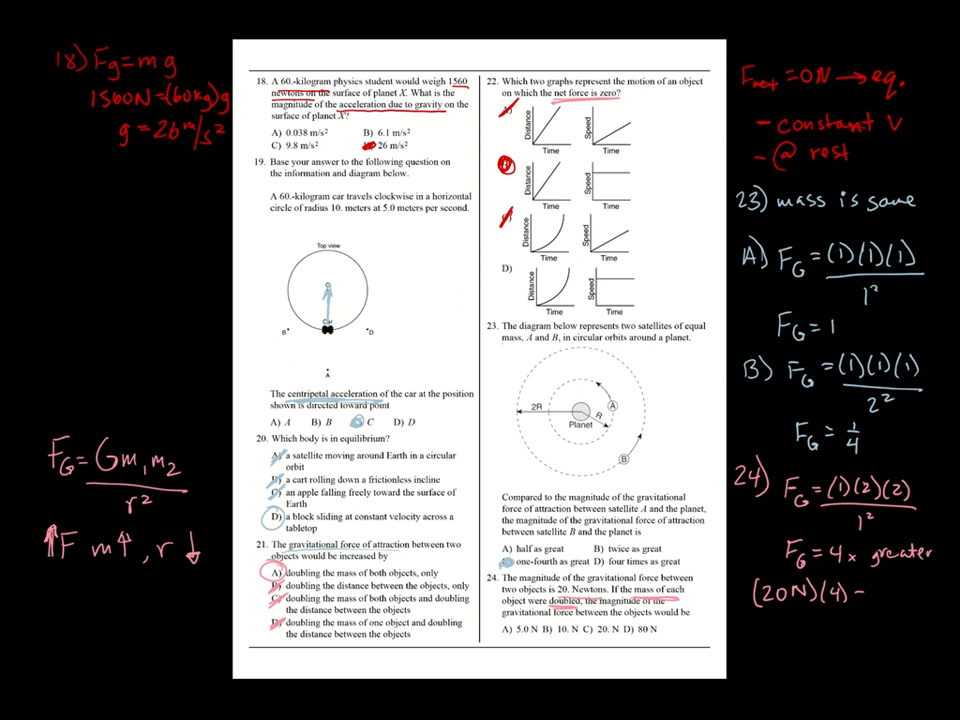 18) Fg = mg
1560N = (60kg)g
g = 26 m/s²
FG = Gm₁m₂
r²
↑F m↑, r ↓
18. A 60.-kilogram physics student would weigh 1560
newtons on the surface of planet X. What is the
magnitude of the acceleration due to gravity on the
surface of planet X?
A) 0.038 m/s² B) 6.1 m/s²
C) 9.8 m/s² 26 m/s²
19. Base your answer to the following question on
the information and diagram below.
A 60.-kilogram car travels clockwise in a horizontal
circle of radius 10. meters at 5.0 meters per second.
Top view
C
Car
B D
A
The centripetal acceleration of the car at the position
shown is directed toward point
A) A B) B C D) D
20. Which body is in equilibrium?
A) a satellite moving around Earth in a circular
orbit
B) a cart rolling down a frictionless incline
C) an apple falling freely toward the surface of
Earth
D) a block sliding at constant velocity across a
tabletop
21. The gravitational force of attraction between two
objects would be increased by
A) doubling the mass of both objects, only
B) doubling the distance between the objects, only
C) doubling the mass of both objects and doubling
the distance between the objects
D) doubling the mass of one object and doubling
the distance between the objects
22. Which two graphs represent the motion of an object
on which the net force is zero?
A)
Distance Speed
Time Time
B)
Distance Speed
Time Time
C)
Distance Speed
Time Time
D)
Distance Speed
Time Time
23. The diagram below represents two satellites of equal
mass, A and B, in circular orbits around a planet.
2R R A
Planet
B
Compared to the magnitude of the gravitational
force of attraction between satellite A and the planet,
the magnitude of the gravitational force of attraction
between satellite B and the planet is
A) half as great B) twice as great
one-fourth as great D) four times as great
24. The magnitude of the gravitational force between
two objects is 20. Newtons. If the mass of each
object were doubled, the magnitude of the
gravitational force between the objects would be
A) 5.0 N B) 10. N C) 20. N D) 80 N
Fnet = 0N → eq.
- constant V
- @ rest
23) mass is same
A) FG = (1)(1)(1)
1²
FG = 1
B) FG = (1)(1)(1)
2²
FG = 1/4
24) FG = (1)(2)(2)
1²
FG = 4x greater
(20N)(4) =